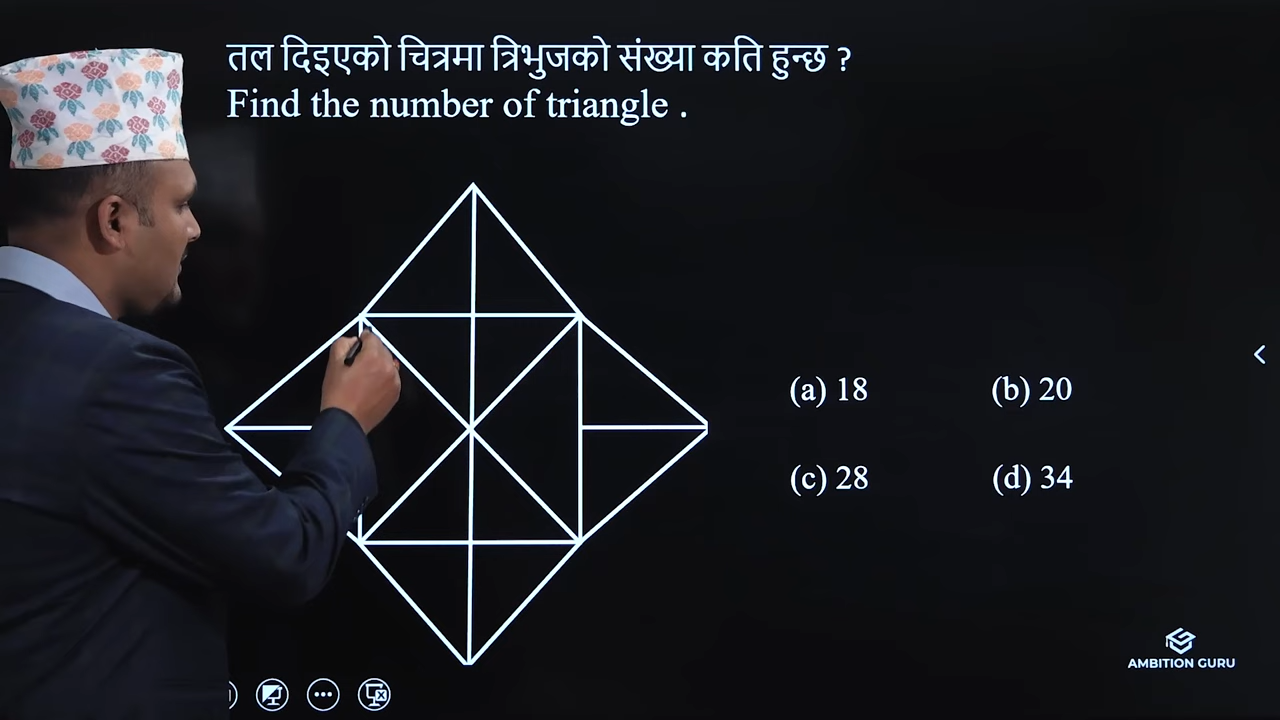 तल दिइएको चित्रमा त्रिभुजको संख्या कति हुन्छ ?
Find the number of triangle .
(a) 18
(b) 20
(c) 28
(d) 34
AMBITION GURU